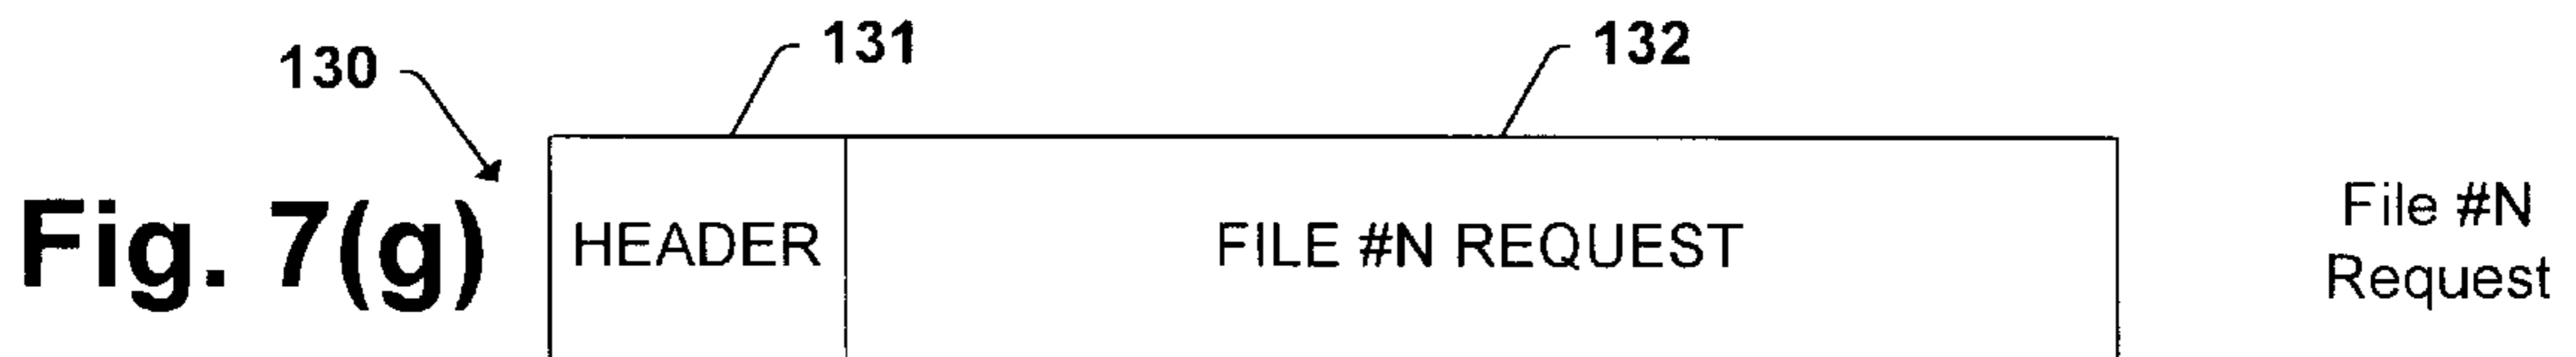 130
131
132
Fig. 7(g)
HEADER
FILE #N REQUEST
File #N
Request